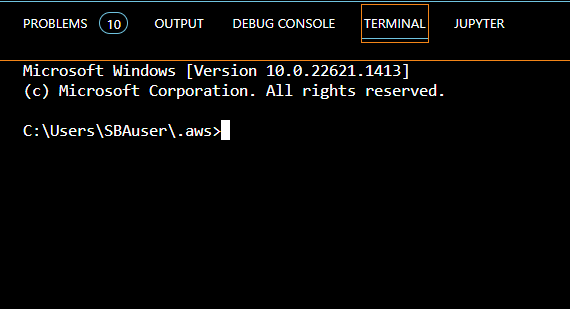 PROBLEMS 10 OUTPUT DEBUG CONSOLE TERMINAL JUPYTER
Microsoft Windows [Version 10.0.22621.1413]
(c) Microsoft Corporation. All rights reserved.
C:\Users\SBAuser\.aws>